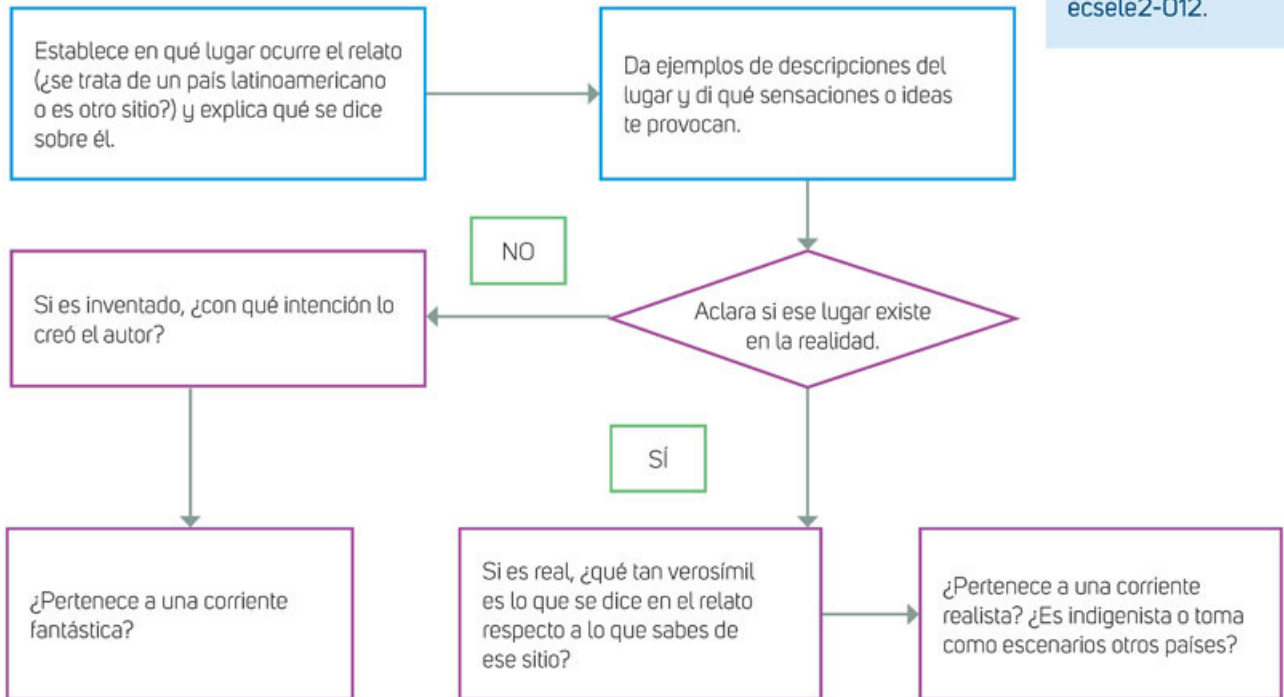 ecsele2-012.
Establece en qué lugar ocurre el relato
(¿se trata de un país latinoamericano
o es otro sitio?) y explica qué se dice
sobre él.
Da ejemplos de descripciones del
lugar y di qué sensaciones o ideas
te provocan.
NO
Si es inventado, ¿con qué intención lo
creó el autor?
Aclara si ese lugar existe
en la realidad.
SÍ
¿Pertenece a una corriente
fantástica?
Si es real, ¿qué tan verosímil
es lo que se dice en el relato
respecto a lo que sabes de
ese sitio?
¿Pertenece a una corriente
realista? ¿Es indigenista o toma
como escenarios otros países?